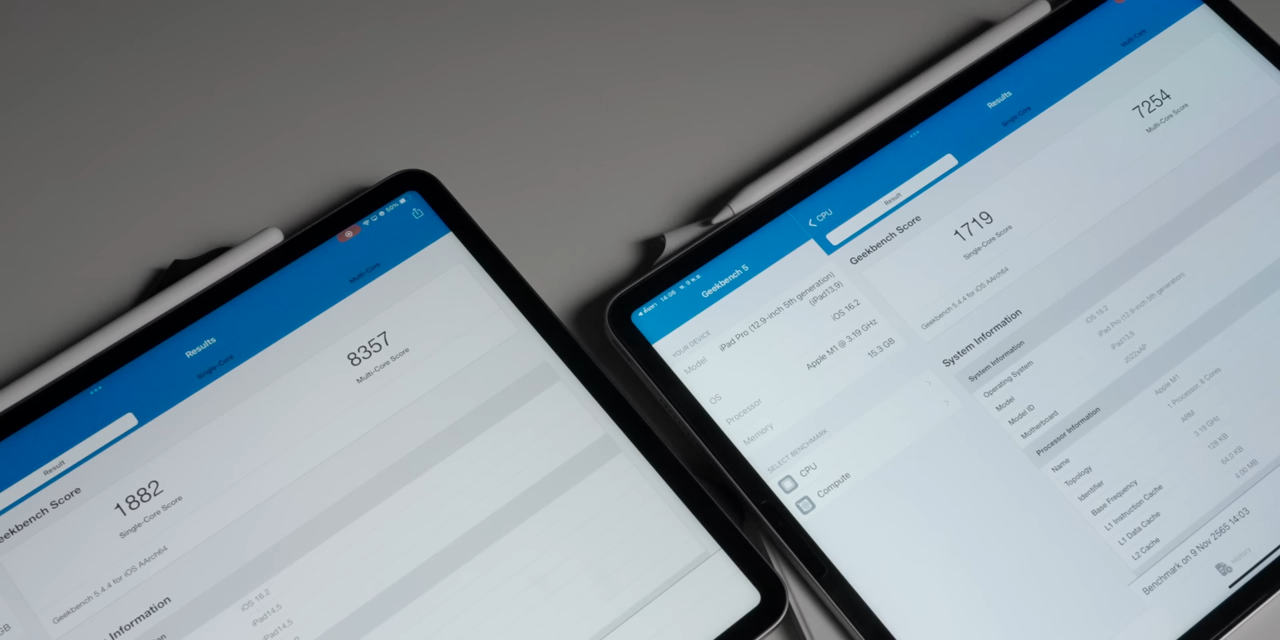 50%
Results
Single-Core
Multi-Core
Result
eekbench Score
1882
Single-Core Score
8357
Multi-Core Score
Geekbench 5.4.4 for iOS AArch64
Information
iOS 16.2
iPad14,5
iPad14,5
GB
14:06
Geekbench 5
YOUR DEVICE
Model
iPad Pro (12.9-inch 5th generation)
(iPad13,9)
OS
iOS 16.2
Processor
Apple M1 @ 3.19 GHz
Memory
15.3 GB
SELECT BENCHMARK
CPU
Compute
CPU
Results
Single-Core
Multi-Core
Result
Geekbench Score
1719
Single-Core Score
7254
Multi-Core Score
Geekbench 5.4.4 for iOS AArch64
System Information
System Information
Operating System
iOS 16.2
Model
iPad Pro (12.9-inch 5th generation)
Model ID
iPad13,9
Motherboard
J522xAP
Processor Information
Name
Apple M1
Topology
1 Processor, 8 Cores
Identifier
ARM
Base Frequency
3.19 GHz
L1 Instruction Cache
128 KB
L1 Data Cache
64.0 KB
L2 Cache
4.00 MB
Benchmark on 9 Nov 2565 14:03
History